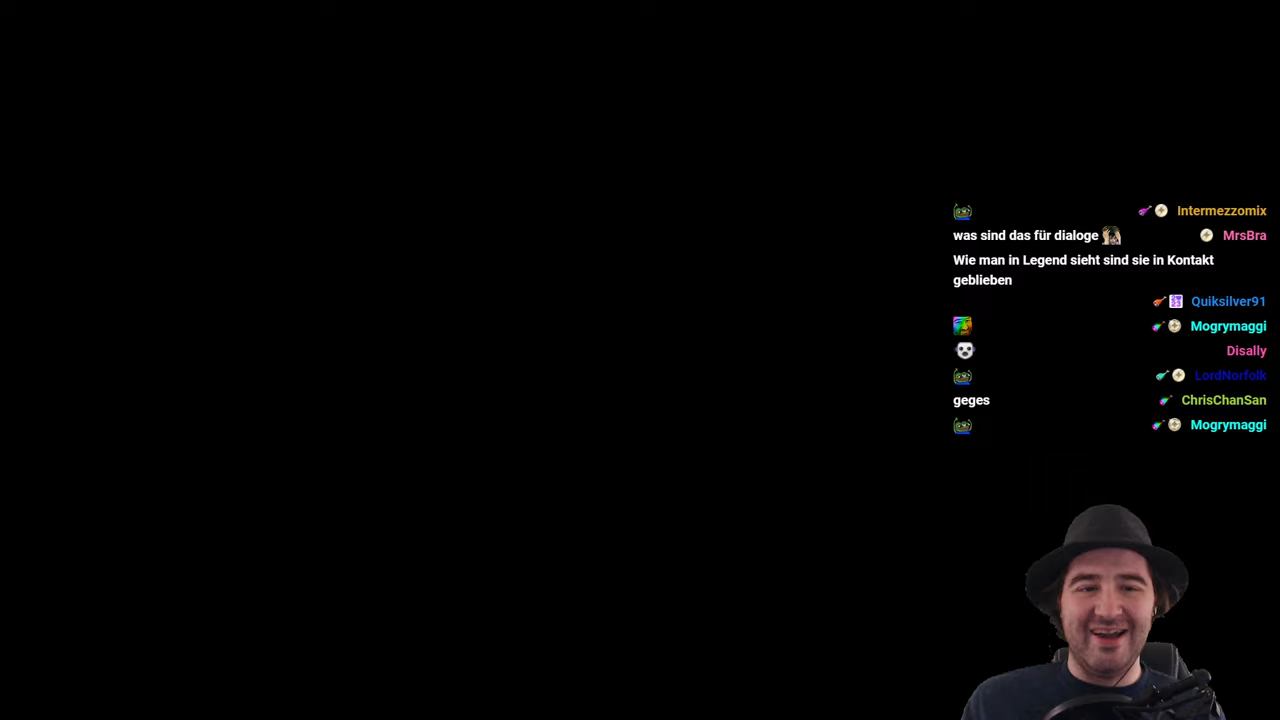 Intermezzomix
was sind das für dialoge MrsBra
Wie man in Legend sieht sind sie in Kontakt
geblieben
Quiksilver91
Mogrymaggi
Disally
LordNorfolk
geges ChrisChanSan
Mogrymaggi